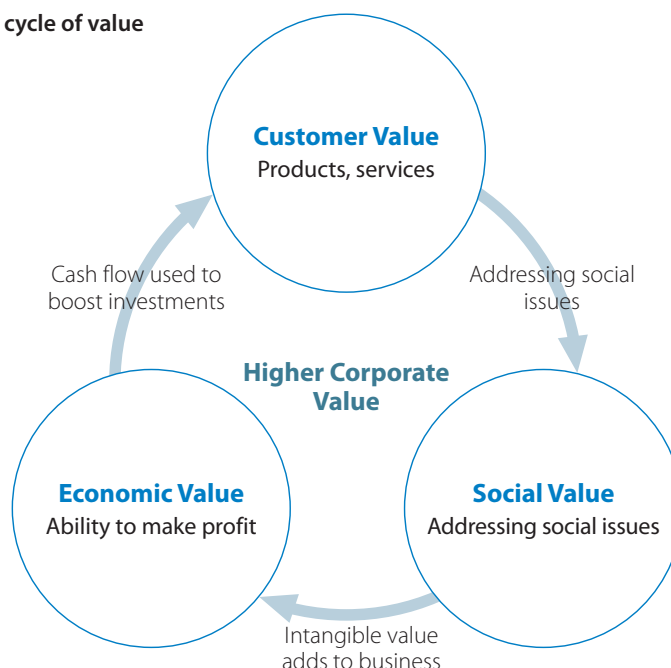 cycle of value
Customer Value
Products, services
Cash flow used to
boost investments
Addressing social
issues
Higher Corporate
Value
Economic Value
Ability to make profit
Social Value
Addressing social issues
Intangible value
adds to business